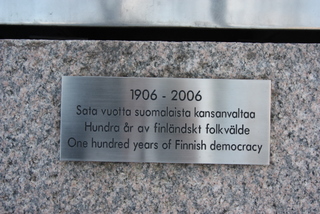 1906 - 2006
Sata vuotta suomalaista kansanvaltaa
Hundra år av finländskt folkvälde
One hundred years of Finnish democracy